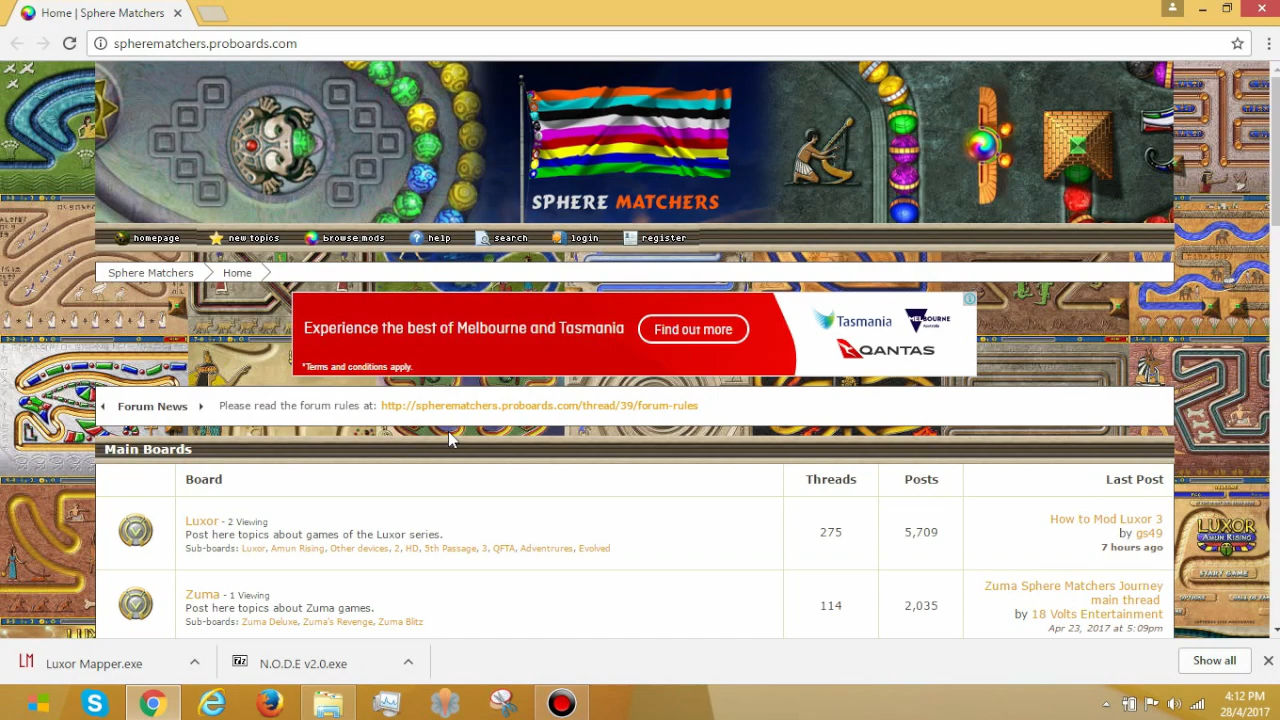 Home | Sphere Matchers
spherematchers.proboards.com
SPHERE MATCHERS
homepage new topics Browse mods help search login register
Sphere Matchers Home
Experience the best of Melbourne and Tasmania
Find out more
Tasmania
MELBOURNE
QANTAS
*Terms and conditions apply.
Forum News Please read the forum rules at: http://spherematchers.proboards.com/thread/39/forum-rules
Main Boards
Board Threads Posts Last Post
Luxor - 2 Viewing
Post here topics about games of the Luxor series.
Sub-boards: Luxor, Amun Rising, Other devices, 2, HD, 5th Passage, 3, QFTA, Adventrures, Evolved
275 5,709
How to Mod Luxor 3
by gs49
7 hours ago
Zuma - 1 Viewing
Post here topics about Zuma games.
Sub-boards: Zuma Deluxe, Zuma's Revenge, Zuma Blitz
114 2,035
Zuma Sphere Matchers Journey
main thread
by 18 Volts Entertainment
Apr 23, 2017 at 5:09pm
LUXOR
AMUN RISING
START GAME
LM Luxor Mapper.exe
N.O.D.E v2.0.exe
Show all
4:12 PM
28/4/2017